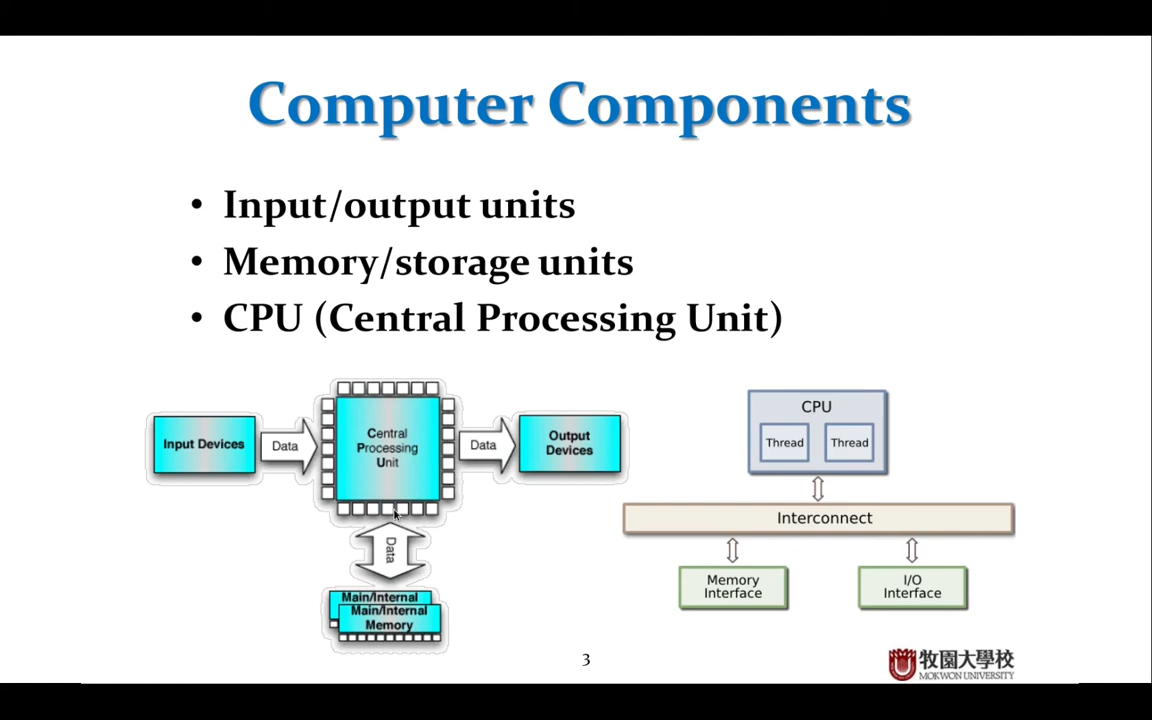 Computer Components
• Input/output units
• Memory/storage units
• CPU (Central Processing Unit)
Input Devices
Data
Central
Processing
Unit
Data
Output
Devices
Data
Main/Internal
Main/Internal
Memory
CPU
Thread
Thread
Interconnect
Memory
Interface
I/O
Interface
3
牧園大學校
MOKWON UNIVERSITY